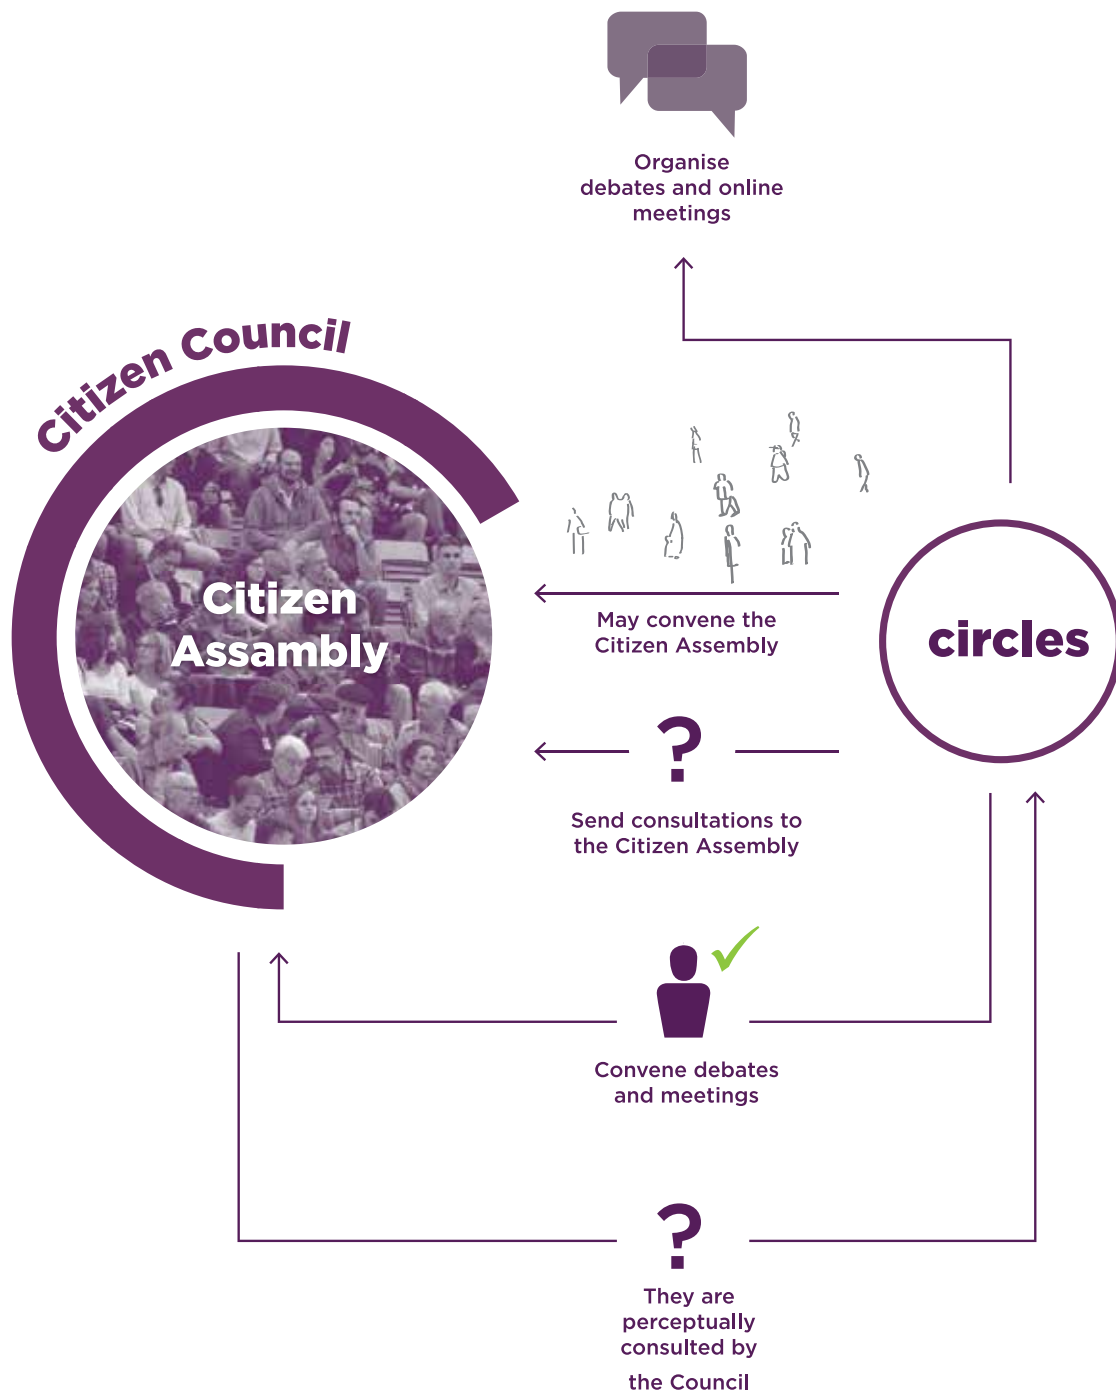 Organise
debates and online
meetings
Citizen Council
Citizen
Assambly
May convene the
Citizen Assembly
circles
?
Send consultations to
the Citizen Assembly
Convene debates
and meetings
?
They are
perceptually
consulted by
the Council